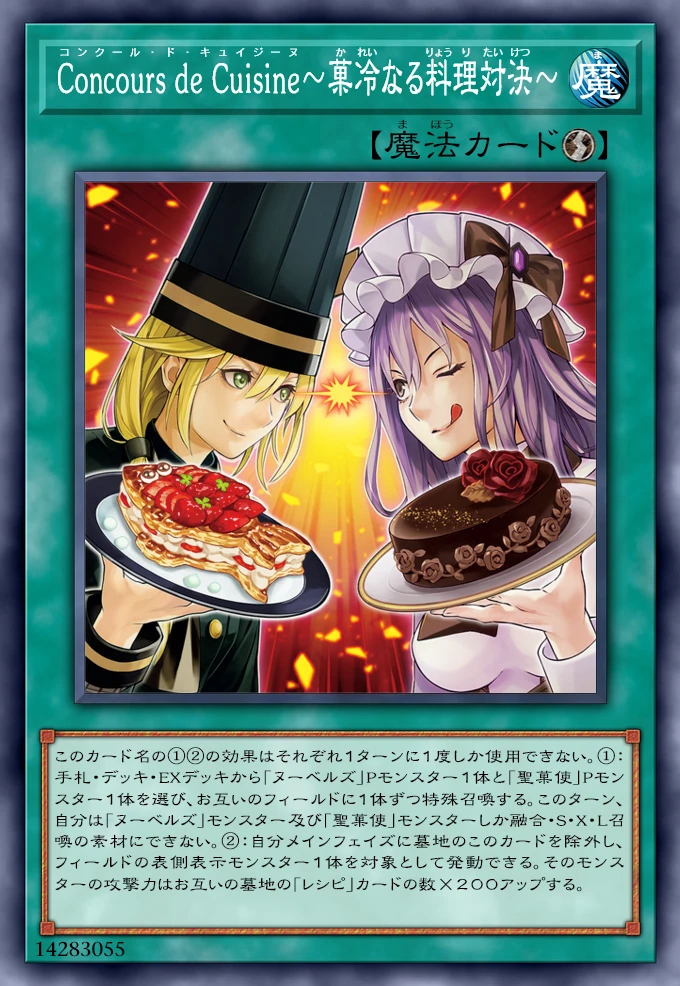 コンクール・ド・キュイジーヌ かれい りょうりたいけつ
Concours de Cuisine～菓冷なる料理対決～
魔
ま
まほう
【魔法カード】
このカード名の①②の効果はそれぞれ1ターンに1度しか使用できない。①：
手札・デッキ・EXデッキから「ヌーベルズ」Pモンスター1体と「聖菓使」Pモン
スター1体を選び、お互いのフィールドに1体ずつ特殊召喚する。このターン、
自分は「ヌーベルズ」モンスター及び「聖菓使」モンスターしか融合・S・X・L召
喚の素材にできない。②：自分メインフェイズに墓地のこのカードを除外し、
フィールドの表側表示モンスター1体を対象として発動できる。そのモンス
ターの攻撃力はお互いの墓地の「レシピ」カードの数×200アップする。
14283055